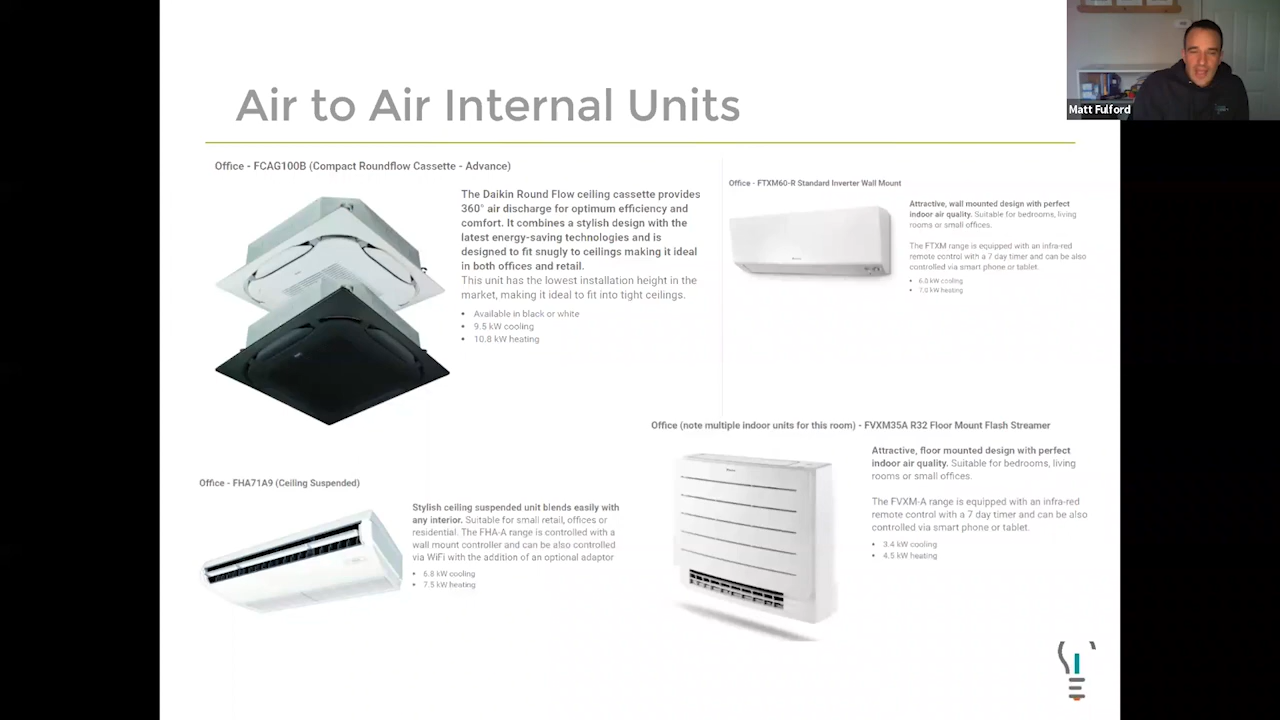 Matt Fulford
Air to Air Internal Units
Office - FCAG100B (Compact Roundflow Cassette - Advance)
The Daikin Round Flow ceiling cassette provides
360° air discharge for optimum efficiency and
comfort. It combines a stylish design with the
latest energy-saving technologies and is
designed to fit snugly to ceilings making it ideal
in both offices and retail.
This unit has the lowest installation height in the
market, making it ideal to fit into tight ceilings.
• Available in black or white
• 9.5 kW cooling
• 10.8 kW heating
Office - FTXM60-R Standard Inverter Wall Mount
Attractive, wall mounted design with perfect
indoor air quality. Suitable for bedrooms, living
rooms or small offices.
The FTXM range is equipped with an infra-red
remote control with a 7 day timer and can be also
controlled via smart phone or tablet
• 6.0 kW cooling
• 7.0 kW heating
Office - FHA71A9 (Ceiling Suspended)
Stylish ceiling suspended unit blends easily with
any interior. Suitable for small retail, offices or
residential. The FHA-A range is controlled with a
wall mount controller and can be also controlled
via WiFi with the addition of an optional adaptor
• 6.8 kW cooling
• 7.5 kW heating
Office (note multiple indoor units for this room) - FVXM35A R32 Floor Mount Flash Streamer
Attractive, floor mounted design with perfect
indoor air quality. Suitable for bedrooms, living
rooms or small offices.
The FVXM-A range is equipped with an infra-red
remote control with a 7 day timer and can be also
controlled via smart phone or tablet.
• 3.4 kW cooling
• 4.5 kW heating